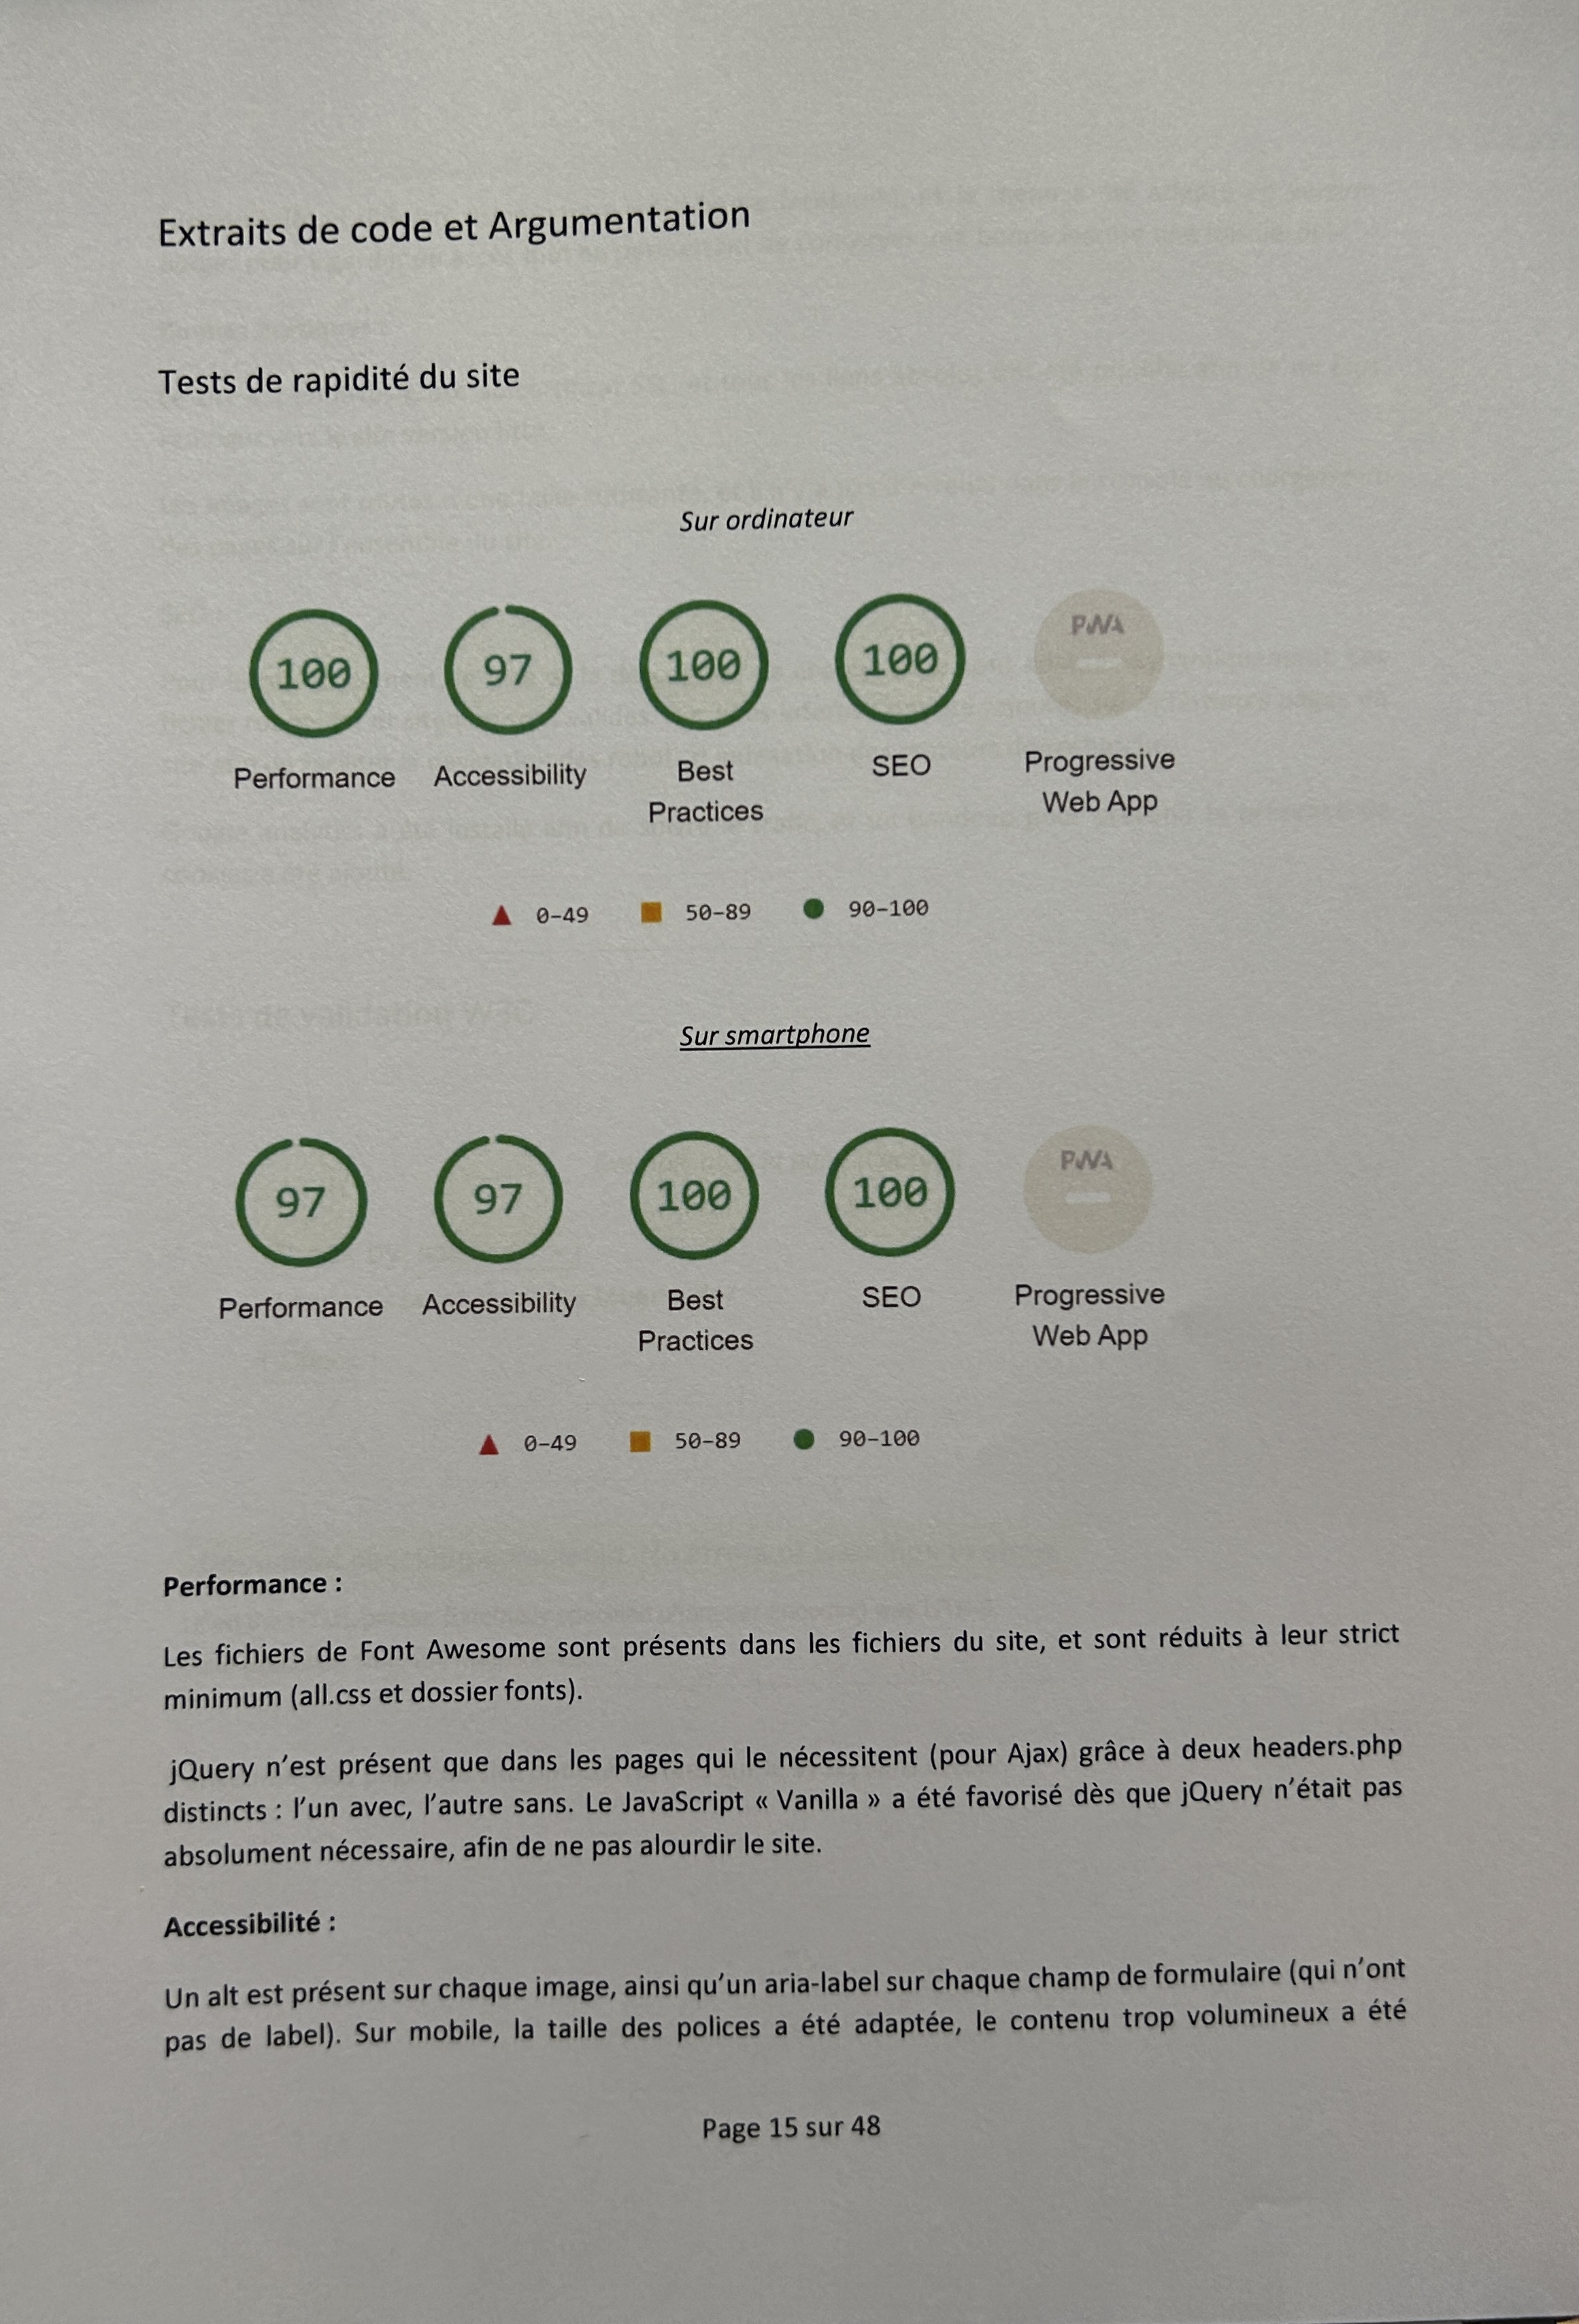 Extraits de code et Argumentation
Tests de rapidité du site
Sur ordinateur
100 97 100 100 PWA
Performance Accessibility Best Practices SEO Progressive Web App
0–49 50–89 90–100
Sur smartphone
97 97 100 100 PWA
Performance Accessibility Best Practices SEO Progressive Web App
0–49 50–89 90–100
Performance :
Les fichiers de Font Awesome sont présents dans les fichiers du site, et sont réduits à leur strict
minimum (all.css et dossier fonts).
jQuery n’est présent que dans les pages qui le nécessitent (pour Ajax) grâce à deux headers.php
distincts : l’un avec, l’autre sans. Le JavaScript « Vanilla » a été favorisé dès que jQuery n’était pas
absolument nécessaire, afin de ne pas alourdir le site.
Accessibilité :
Un alt est présent sur chaque image, ainsi qu’un aria-label sur chaque champ de formulaire (qui n’ont
pas de label). Sur mobile, la taille des polices a été adaptée, le contenu trop volumineux a été
Page 15 sur 48